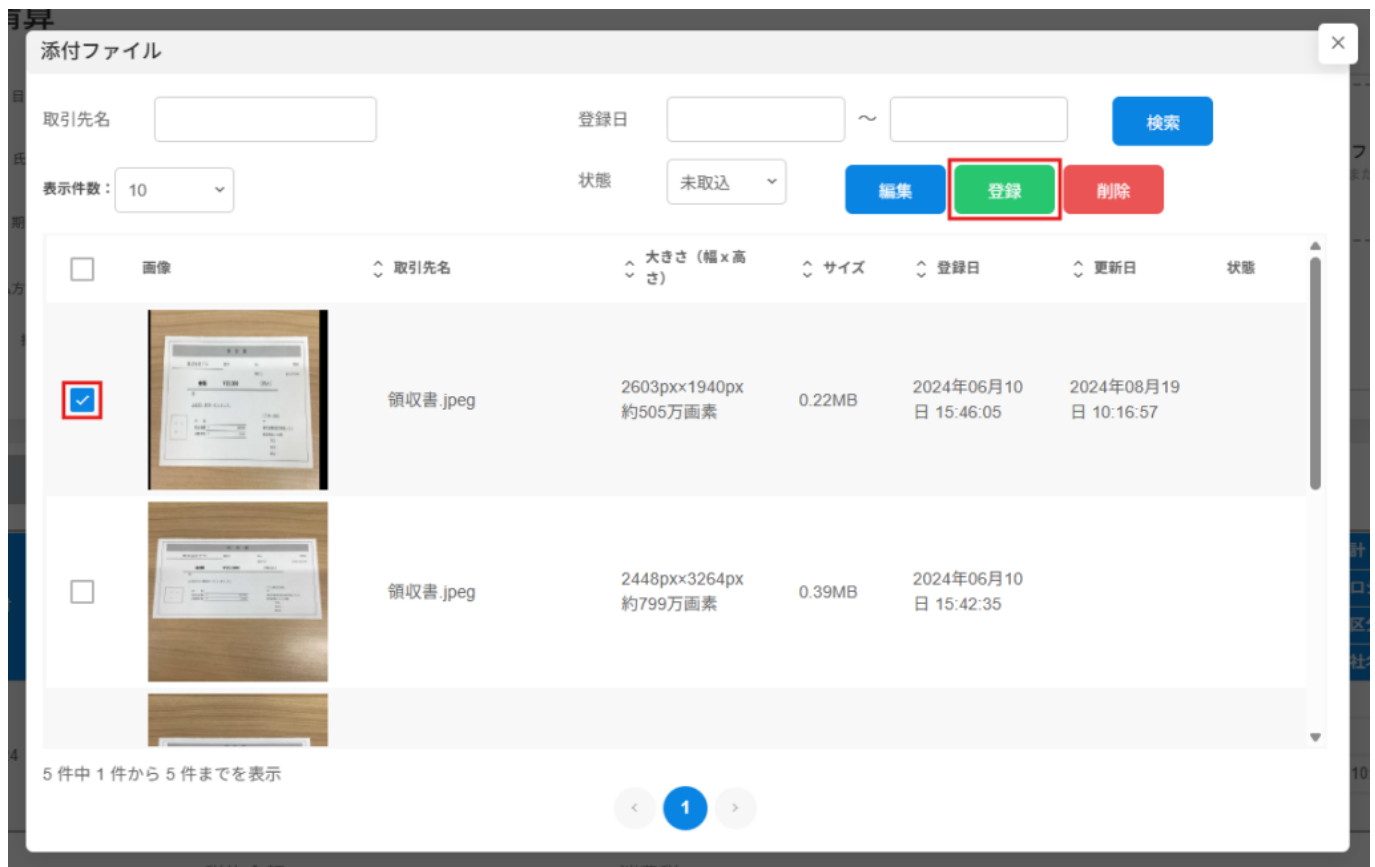 添付ファイル
取引先名
登録日
～
検索
表示件数：
10
状態
未取込
編集
登録
削除
画像
取引先名
大きさ（幅 x 高さ）
サイズ
登録日
更新日
状態
領収書.jpeg
2603px×1940px
約505万画素
0.22MB
2024年06月10
日 15:46:05
2024年08月19
日 10:16:57
領収書.jpeg
2448px×3264px
約799万画素
0.39MB
2024年06月10
日 15:42:35
5 件中 1 件から 5 件までを表示
1